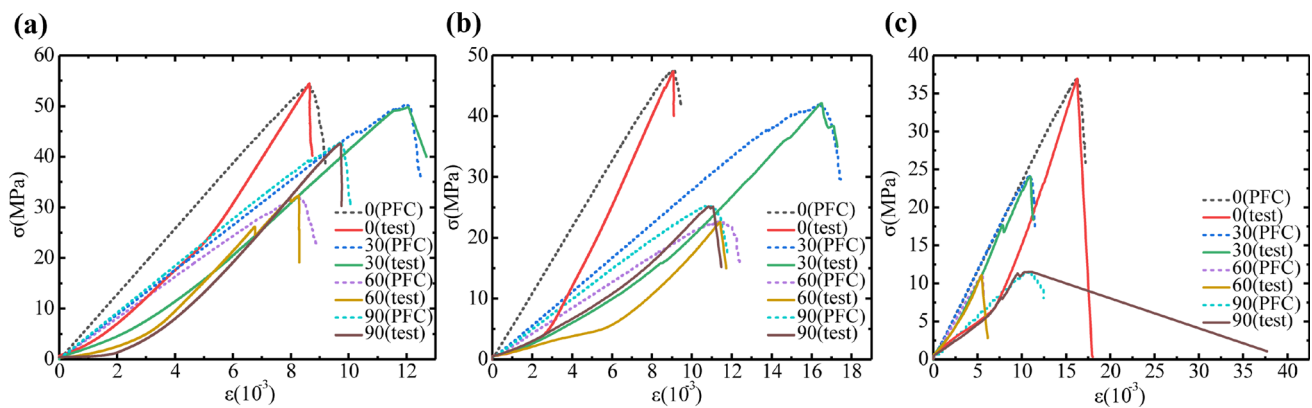 (a)
σ(MPa)
60
50
40
30
20
10
0
0 2 4 6 8 10 12
ε(10⁻³)
0(PFC)
0(test)
30(PFC)
30(test)
60(PFC)
60(test)
90(PFC)
90(test)
(b)
σ(MPa)
50
40
30
20
10
0
0 2 4 6 8 10 12 14 16 18
ε(10⁻³)
0(PFC)
0(test)
30(PFC)
30(test)
60(PFC)
60(test)
90(PFC)
90(test)
(c)
σ(MPa)
40
35
30
25
20
15
10
5
0
0 5 10 15 20 25 30 35 40
ε(10⁻³)
0(PFC)
0(test)
30(PFC)
30(test)
60(PFC)
60(test)
90(PFC)
90(test)